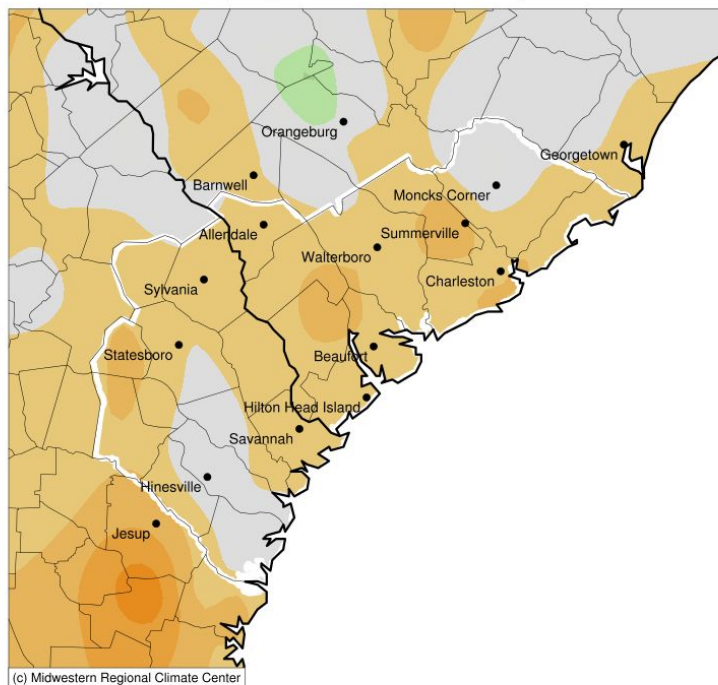 Orangeburg
Georgetown
Barnwell
Moncks Corner
Allendale
Summerville
Walterboro
Charleston
Sylvania
Statesboro
Beaufort
Hilton Head Island
Savannah
Hinesville
Jesup
(c) Midwestern Regional Climate Center